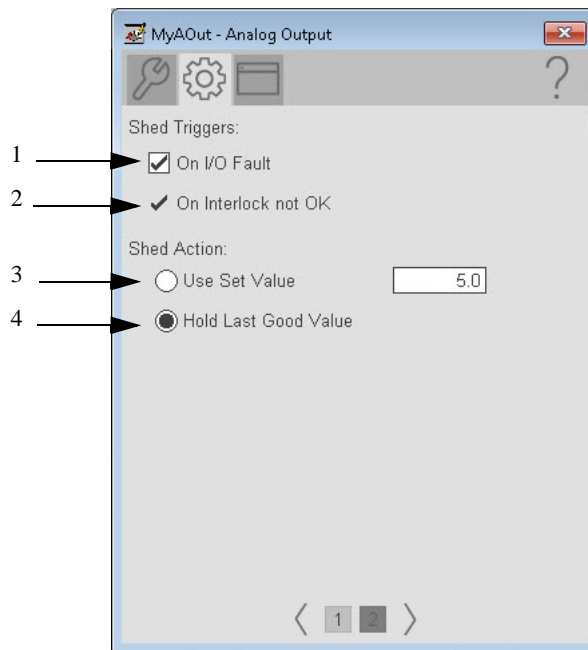 MyAOut - Analog Output
?
Shed Triggers:
1
On I/O Fault
2
On Interlock not OK
Shed Action:
3
Use Set Value 5.0
4
Hold Last Good Value
1 2